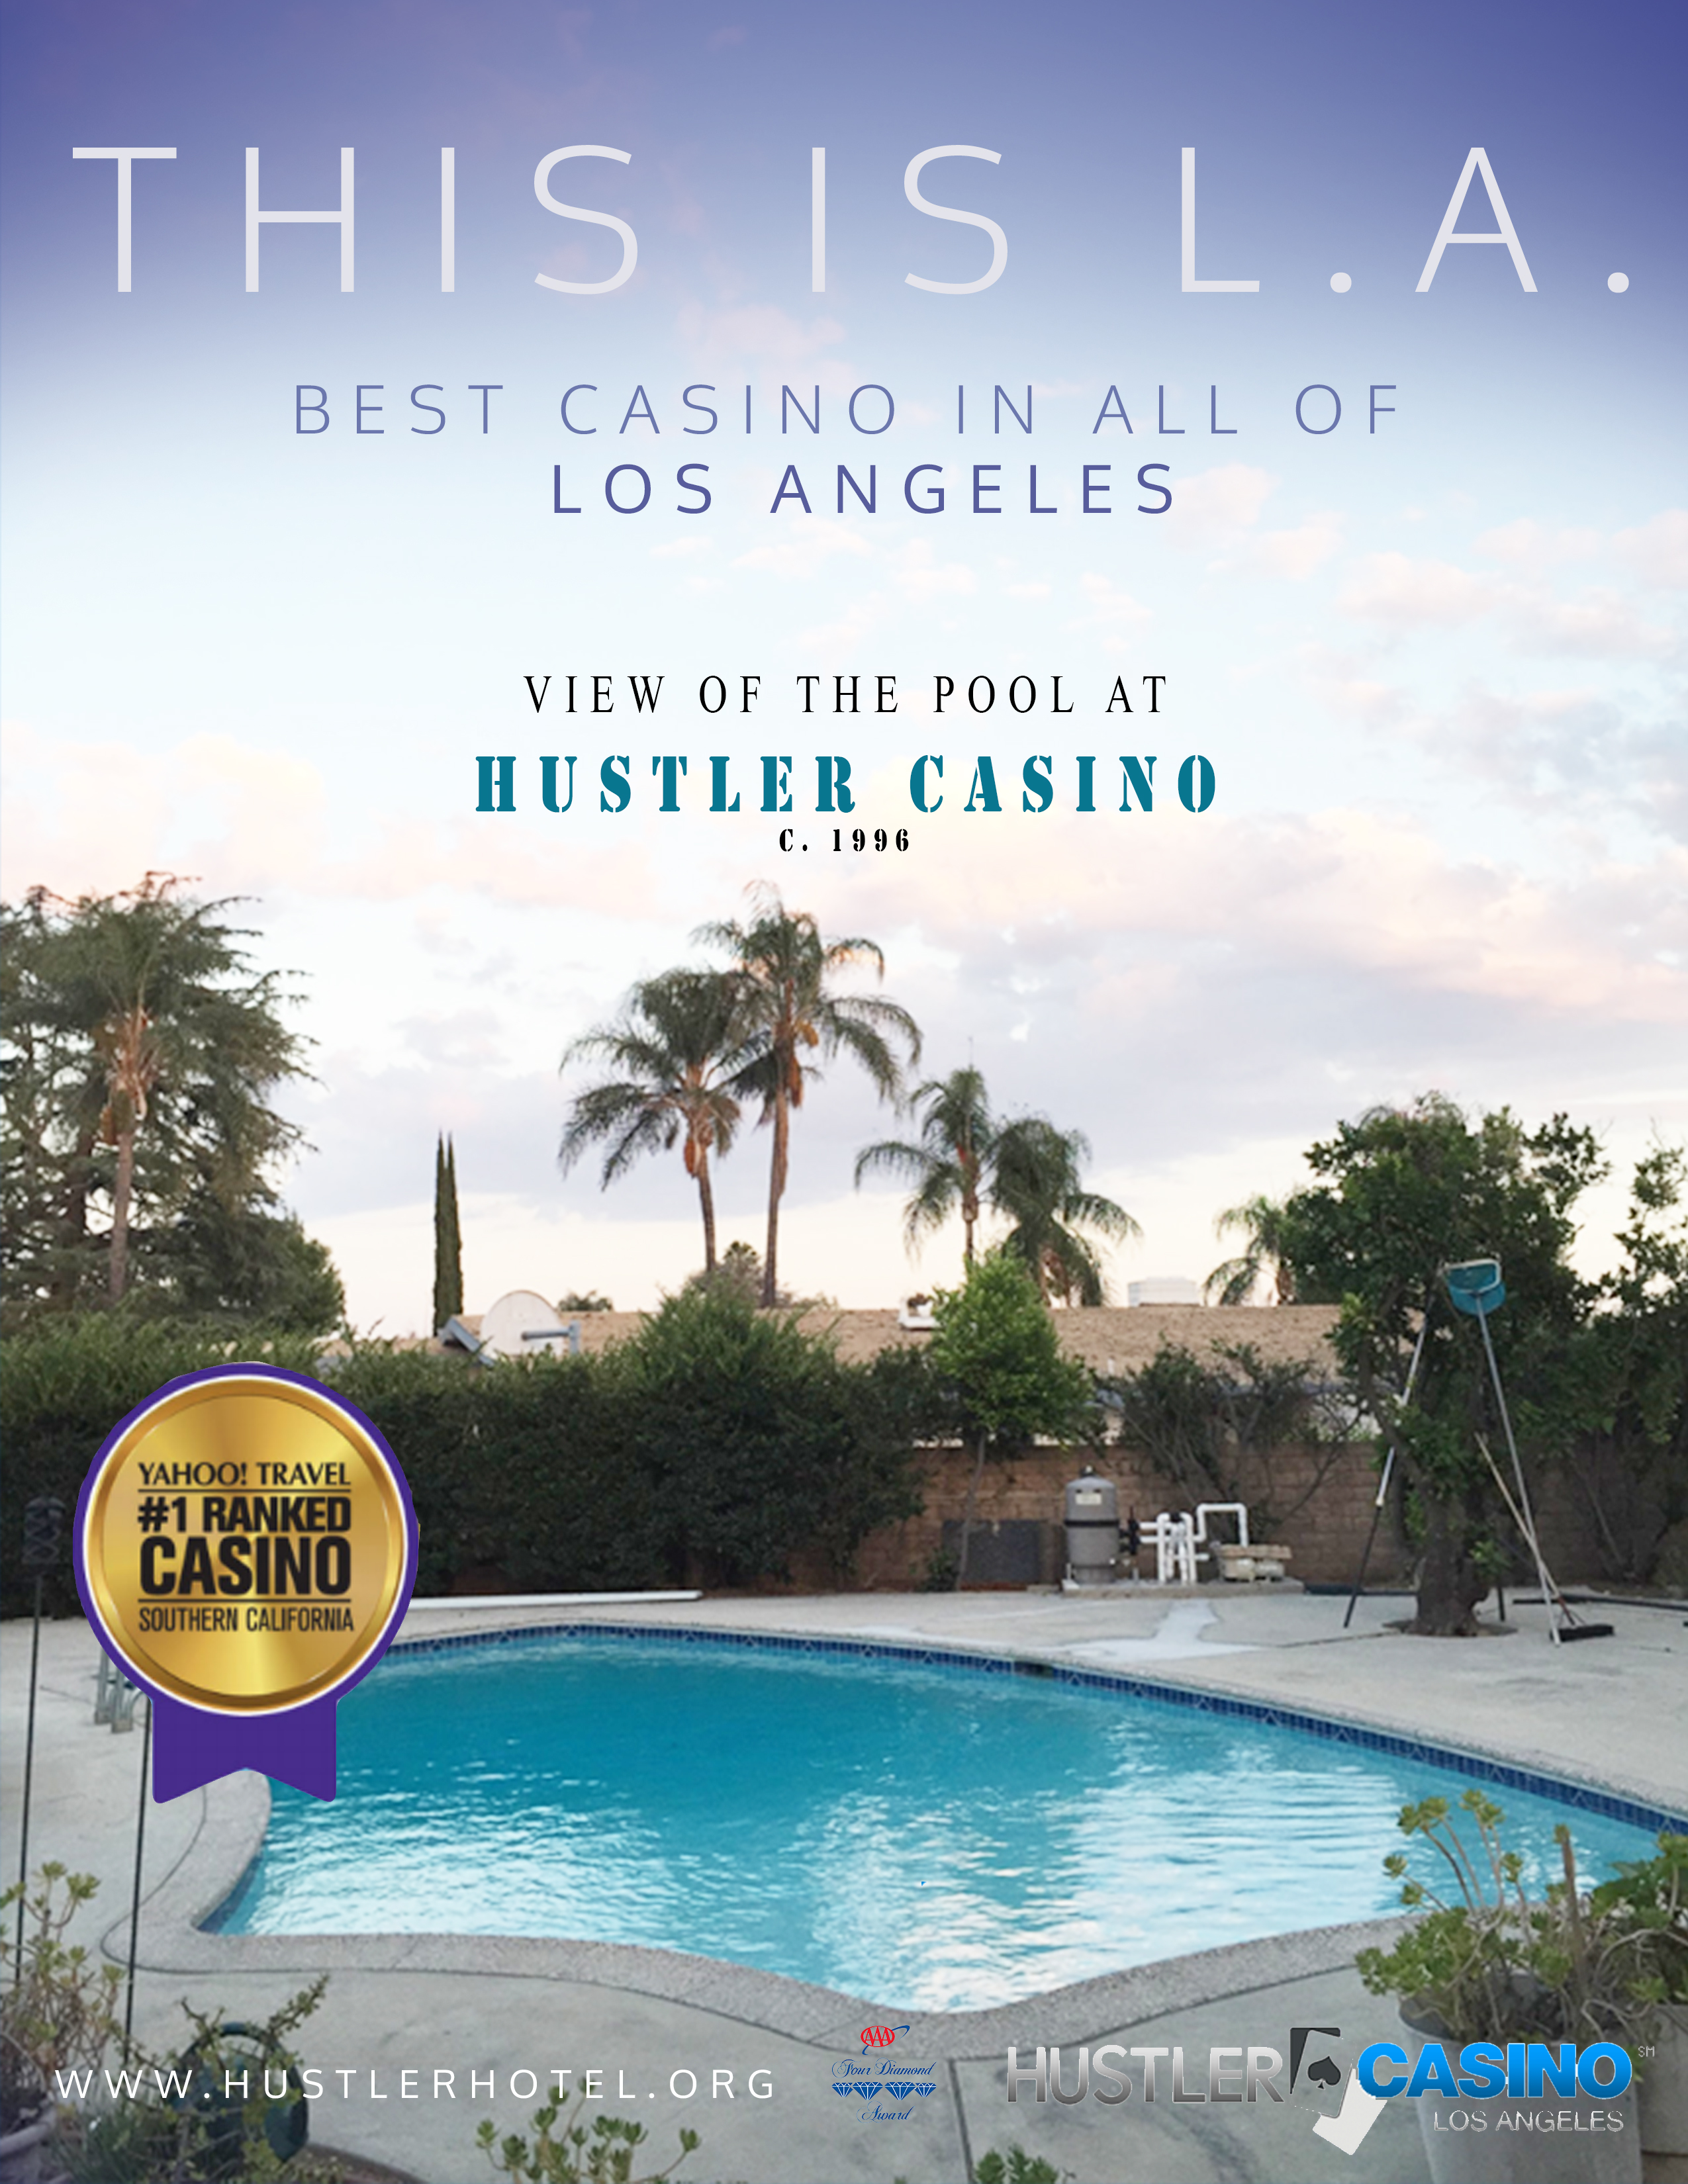 THIS IS L.A.
BEST CASINO IN ALL OF
LOS ANGELES
VIEW OF THE POOL AT
HUSTLER CASINO
C. 1996
YAHOO! TRAVEL
#1 RANKED
CASINO
SOUTHERN CALIFORNIA
WWW.HUSTLERHOTEL.ORG
AAA
Four Diamond
Award
HUSTLER CASINO SM
LOS ANGELES